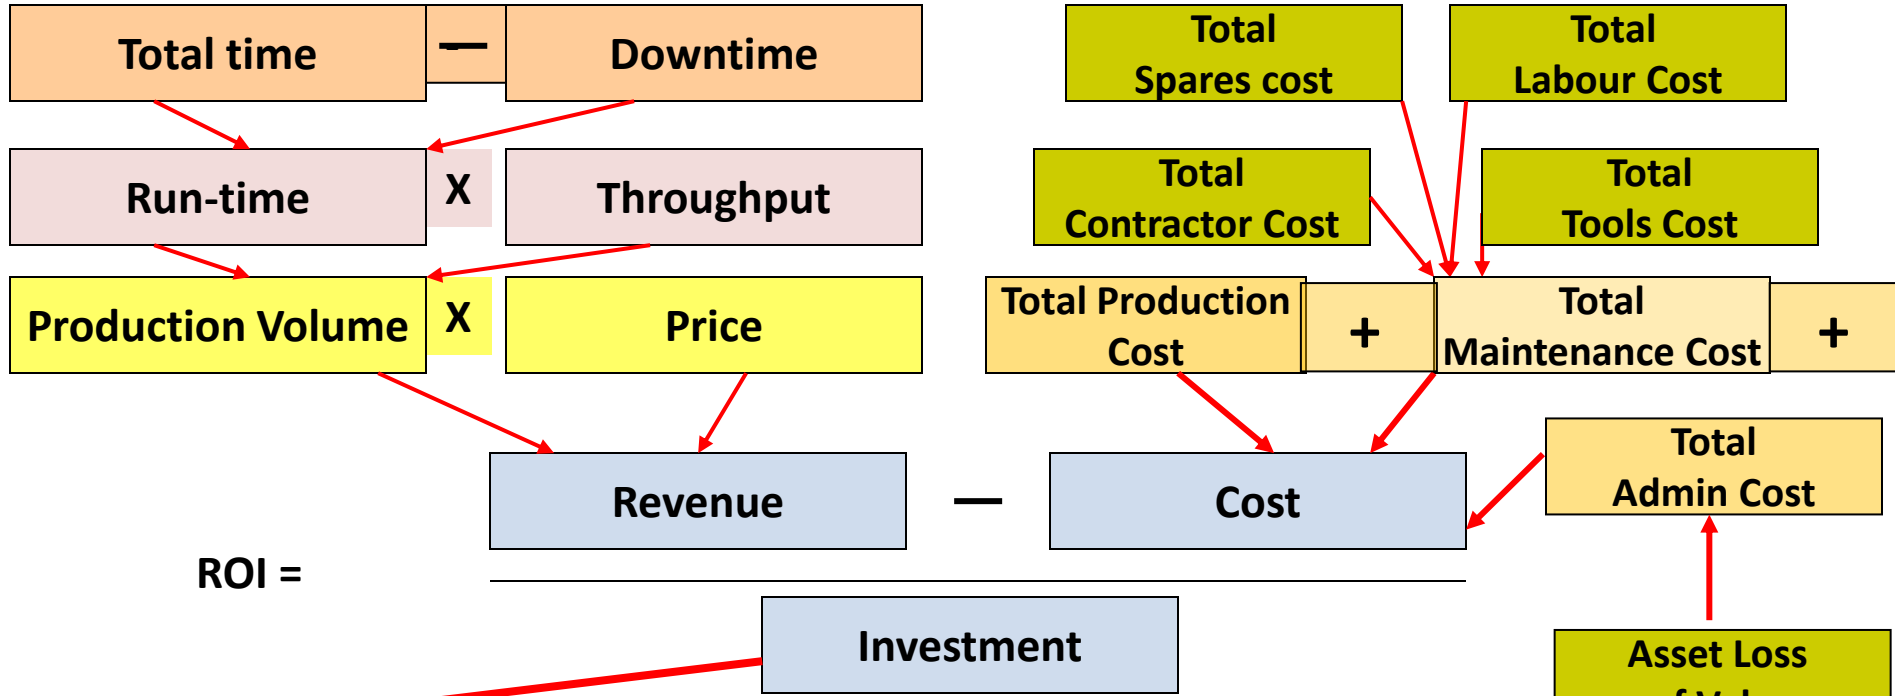 Total time
—
Downtime
Run-time
X
Throughput
Production Volume
X
Price
Total
Spares cost
Total
Labour Cost
Total
Contractor Cost
Total
Tools Cost
Total Production
Cost
+
Total
Maintenance Cost
+
Revenue
—
Cost
Total
Admin Cost
ROI =
Investment
Asset Loss